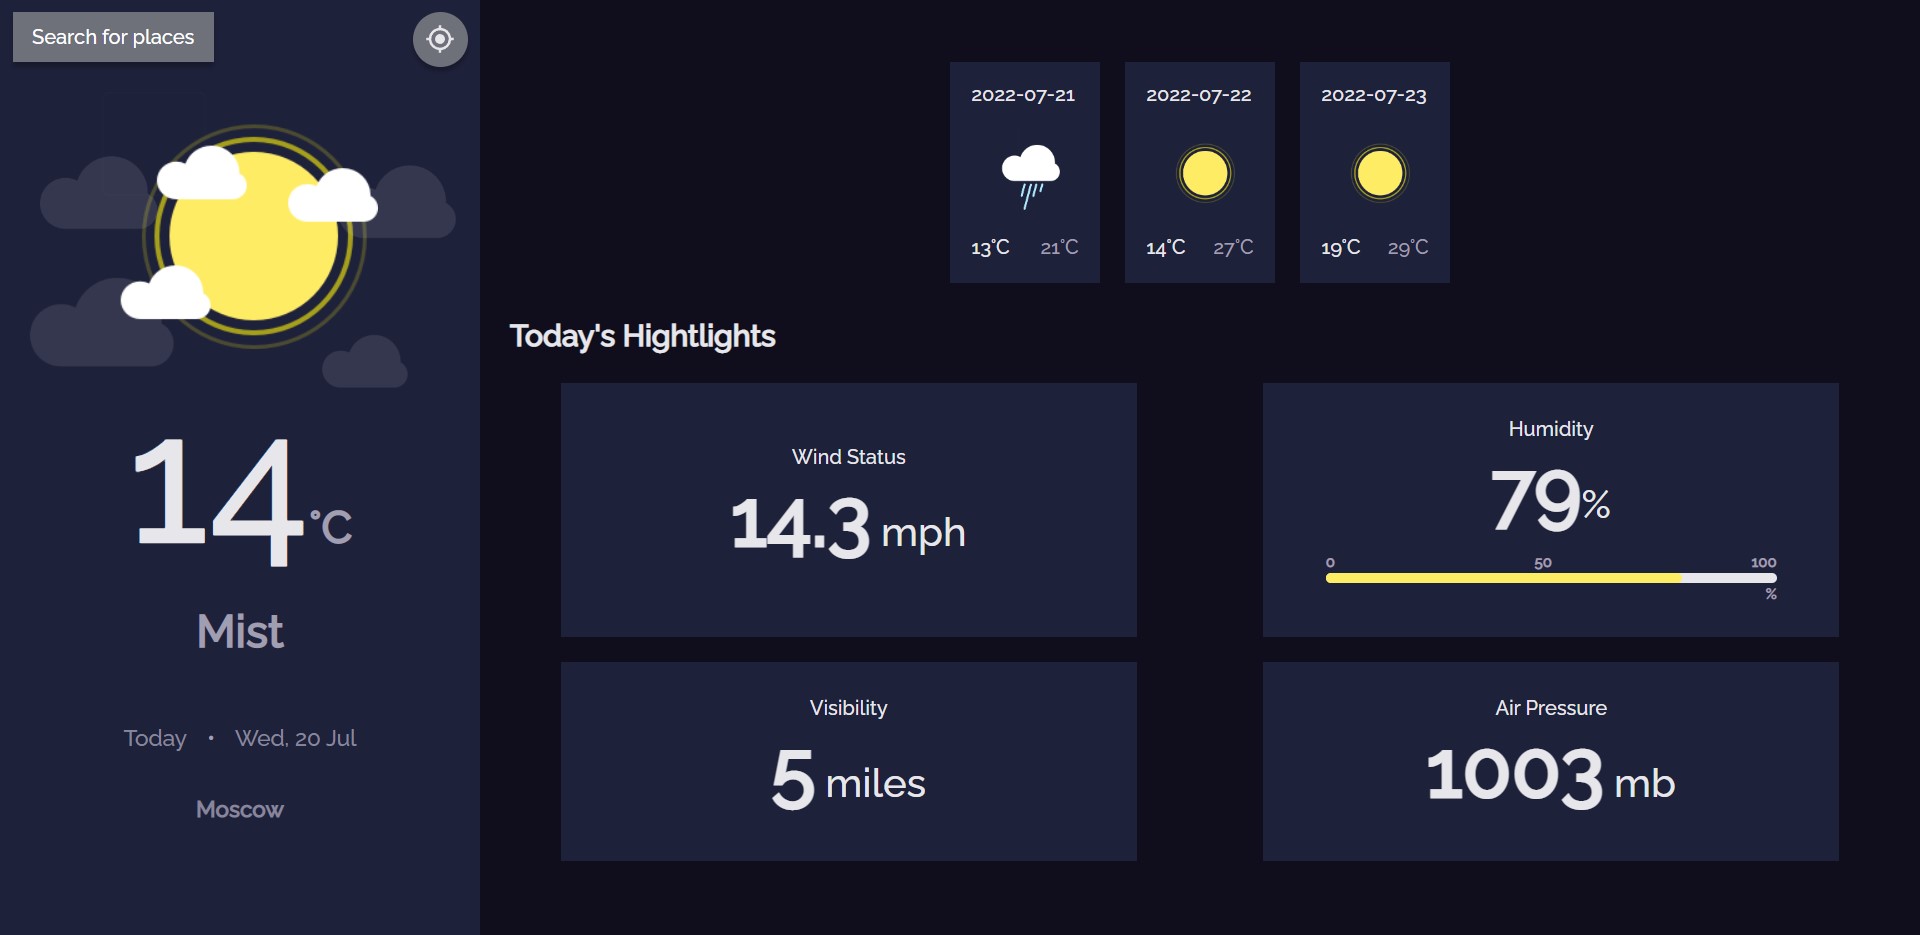 Search for places
14°C
Mist
Today • Wed, 20 Jul
Moscow
2022-07-21
13°C 21°C
2022-07-22
14°C 27°C
2022-07-23
19°C 29°C
Today's Hightlights
Wind Status
14.3 mph
Humidity
79%
0 50 100
%
Visibility
5 miles
Air Pressure
1003 mb